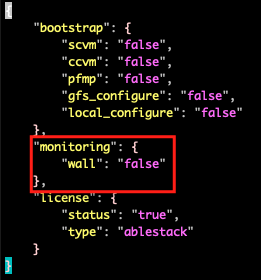 {
    "bootstrap": {
        "scvm": "false",
        "ccvm": "false",
        "pfmp": "false",
        "gfs_configure": "false",
        "local_configure": "false"
    },
    "monitoring": {
        "wall": "false"
    },
    "license": {
        "status": "true",
        "type": "ablestack"
    }
}